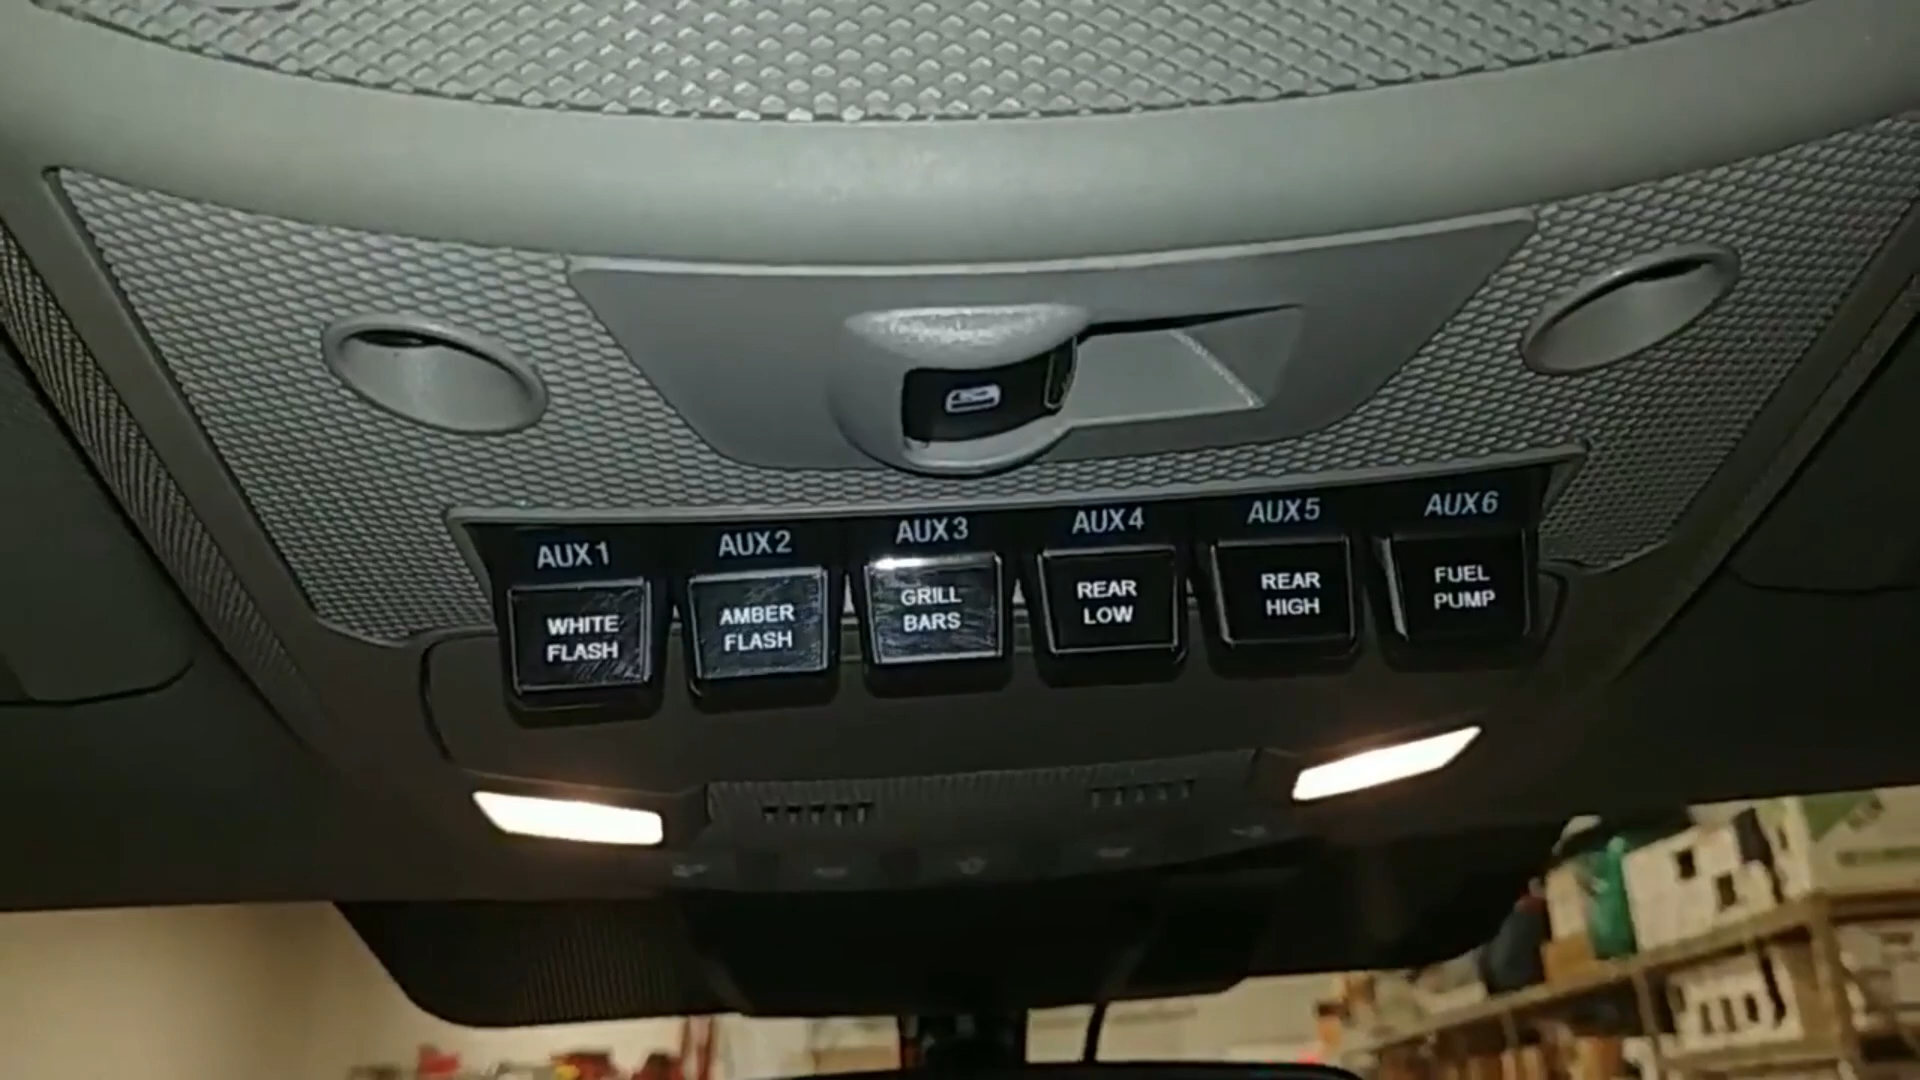 AUX1
AUX2
AUX3
AUX4
AUX5
AUX6
WHITE
FLASH
AMBER
FLASH
GRILL
BARS
REAR
LOW
REAR
HIGH
FUEL
PUMP